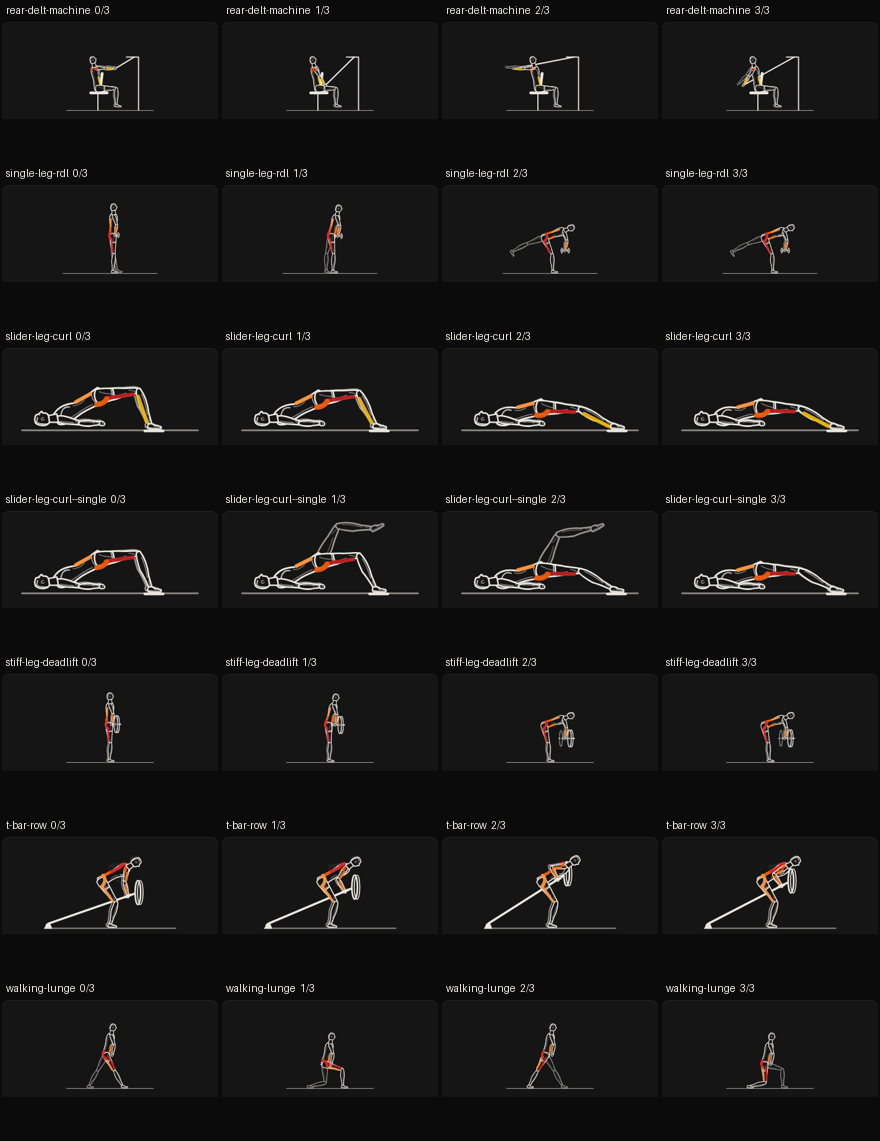 rear-delt-machine 0/3
rear-delt-machine 1/3
rear-delt-machine 2/3
rear-delt-machine 3/3
single-leg-rdl 0/3
single-leg-rdl 1/3
single-leg-rdl 2/3
single-leg-rdl 3/3
slider-leg-curl 0/3
slider-leg-curl 1/3
slider-leg-curl 2/3
slider-leg-curl 3/3
slider-leg-curl--single 0/3
slider-leg-curl--single 1/3
slider-leg-curl--single 2/3
slider-leg-curl--single 3/3
stiff-leg-deadlift 0/3
stiff-leg-deadlift 1/3
stiff-leg-deadlift 2/3
stiff-leg-deadlift 3/3
t-bar-row 0/3
t-bar-row 1/3
t-bar-row 2/3
t-bar-row 3/3
walking-lunge 0/3
walking-lunge 1/3
walking-lunge 2/3
walking-lunge 3/3